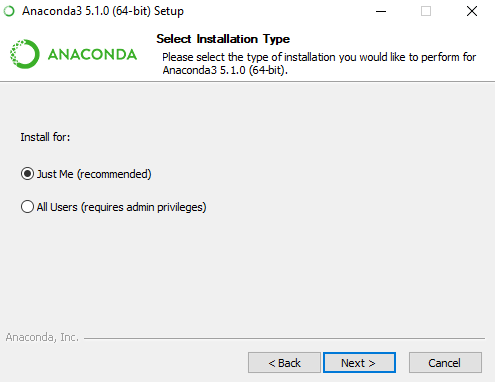 Anaconda3 5.1.0 (64-bit) Setup
ANACONDA
Select Installation Type
Please select the type of installation you would like to perform for
Anaconda3 5.1.0 (64-bit).
Install for:
Just Me (recommended)
All Users (requires admin privileges)
Anaconda, Inc.
< Back
Next >
Cancel